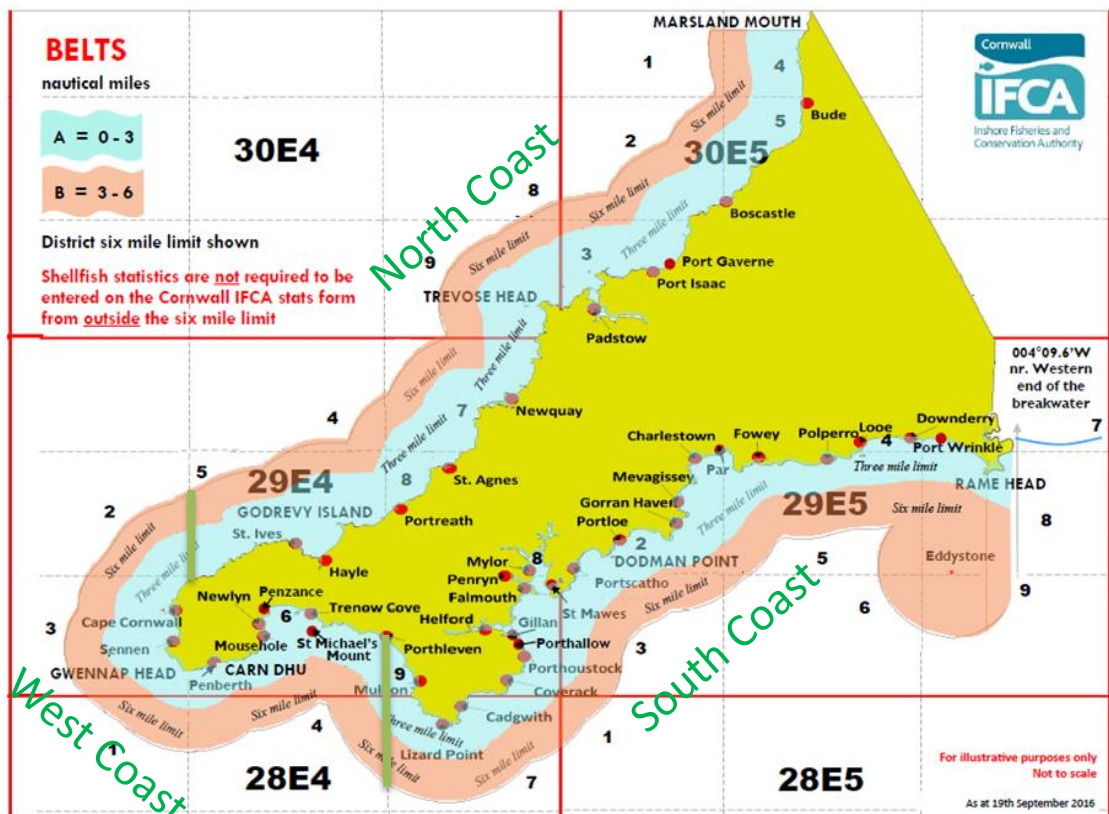 MARSLAND MOUTH
BELTS
nautical miles
A = 0 - 3
B = 3 - 6
District six mile limit shown
Shellfish statistics are not required to be
entered on the Cornwall IFCA stats form
from outside the six mile limit
Cornwall
IFCA
Inshore Fisheries and
Conservation Authority
1
4
Six mile limit
5
Bude
30E4
2
30E5
North Coast
8
Six mile limit
Boscastle
Three mile limit
9
Six mile limit
3
Port Gaverne
Port Isaac
TREVOSE HEAD
Padstow
004°09.6'W
nr. Western
end of the
breakwater
7
Six mile limit
Three mile limit
7
Newquay
4
Charlestown
Fowey
Polperro
Looe
4
Downderry
Port Wrinkle
Par
Three mile limit
RAME HEAD
5
29E4
Three mile limit
8
St. Agnes
Mevagissey
Gorran Haven
Three mile limit
29E5
Six mile limit
2
Six mile limit
GODREVY ISLAND
Portreath
Portloe
2
DODMAN POINT
8
St. Ives
Three mile limit
Hayle
Mylor
8
Penryn
Falmouth
Portscatho
St Mawes
5
Eddystone
6
9
Six mile limit
Newlyn
Penzance
6
Trenow Cove
Helford
Gillan
3
Cape Cornwall
Sennen
Mousehole
St Michael's
Mount
Porthleven
Porthallow
3
GWENNAP HEAD
CARN DHU
Penberth
Porthoustock
9
Mullion
Coverack
South Coast
West Coast
Six mile limit
Six mile limit
Cadgwith
1
4
Three mile limit
Lizard Point
1
Six mile limit
Six mile limit
28E4
7
28E5
For illustrative purposes only
Not to scale
As at 19th September 2016